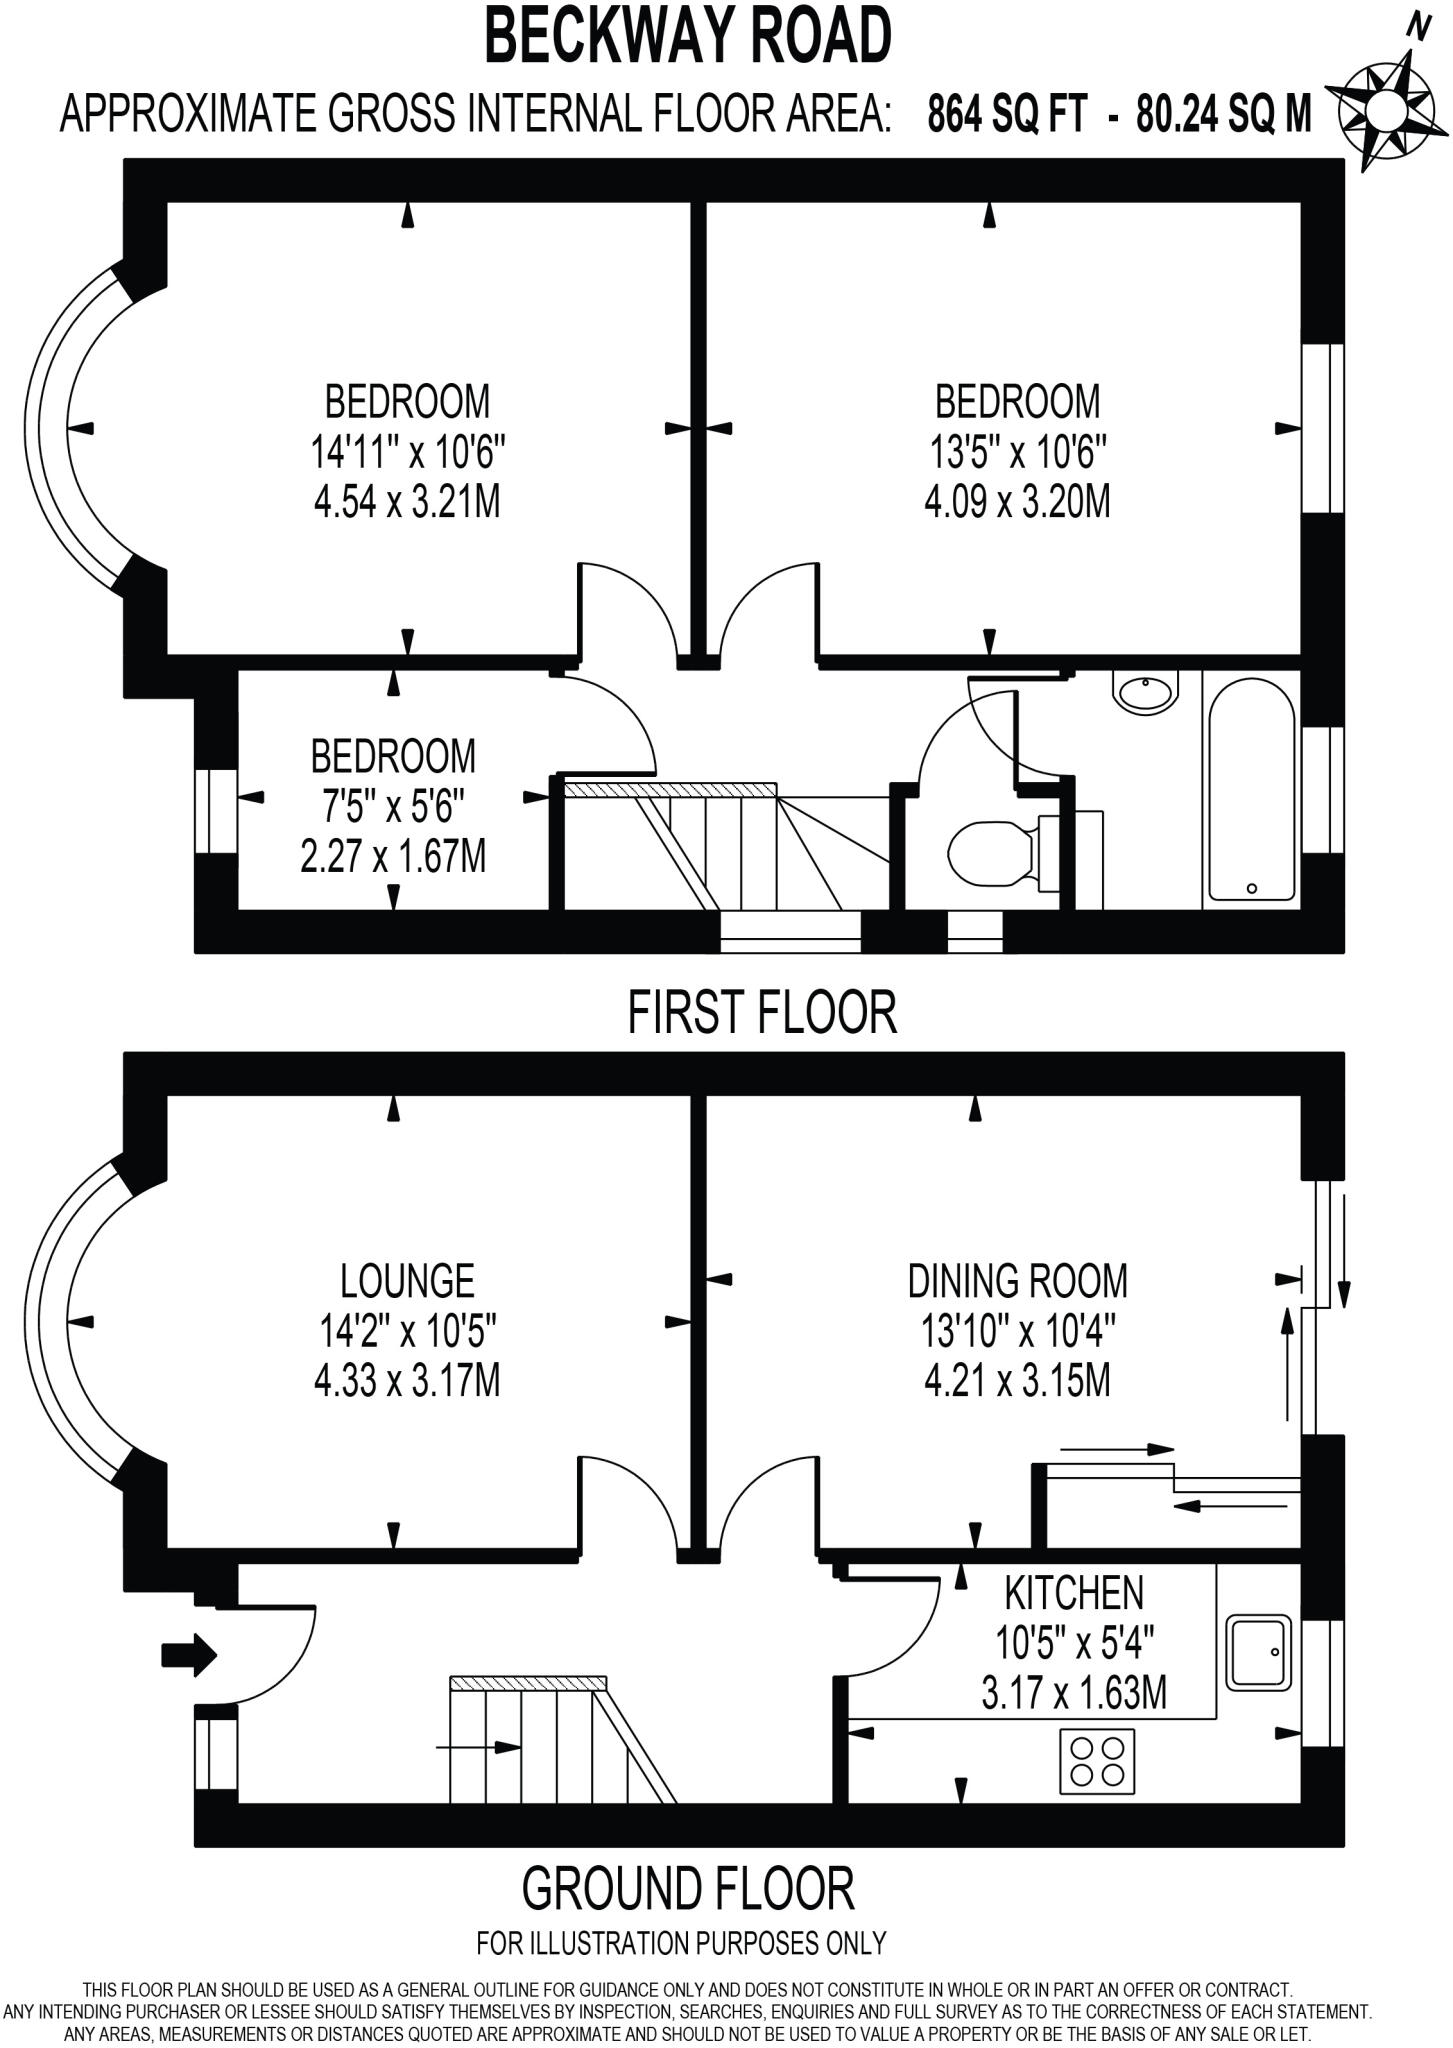 BECKWAY ROAD
N
APPROXIMATE GROSS INTERNAL FLOOR AREA: 864 SQ FT - 80.24 SQ M
BEDROOM
14'11" x 10'6"
4.54 x 3.21M
BEDROOM
13'5" x 10'6"
4.09 x 3.20M
BEDROOM
7'5" x 5'6"
2.27 x 1.67M
FIRST FLOOR
LOUNGE
14'2" x 10'5"
4.33 x 3.17M
DINING ROOM
13'10" x 10'4"
4.21 x 3.15M
KITCHEN
10'5" x 5'4"
3.17 x 1.63M
GROUND FLOOR
FOR ILLUSTRATION PURPOSES ONLY
THIS FLOOR PLAN SHOULD BE USED AS A GENERAL OUTLINE FOR GUIDANCE ONLY AND DOES NOT CONSTITUTE IN WHOLE OR IN PART AN OFFER OR CONTRACT.
ANY INTENDING PURCHASER OR LESSEE SHOULD SATISFY THEMSELVES BY INSPECTION, SEARCHES, ENQUIRIES AND FULL SURVEY AS TO THE CORRECTNESS OF EACH STATEMENT.
ANY AREAS, MEASUREMENTS OR DISTANCES QUOTED ARE APPROXIMATE AND SHOULD NOT BE USED TO VALUE A PROPERTY OR BE THE BASIS OF ANY SALE OR LET.